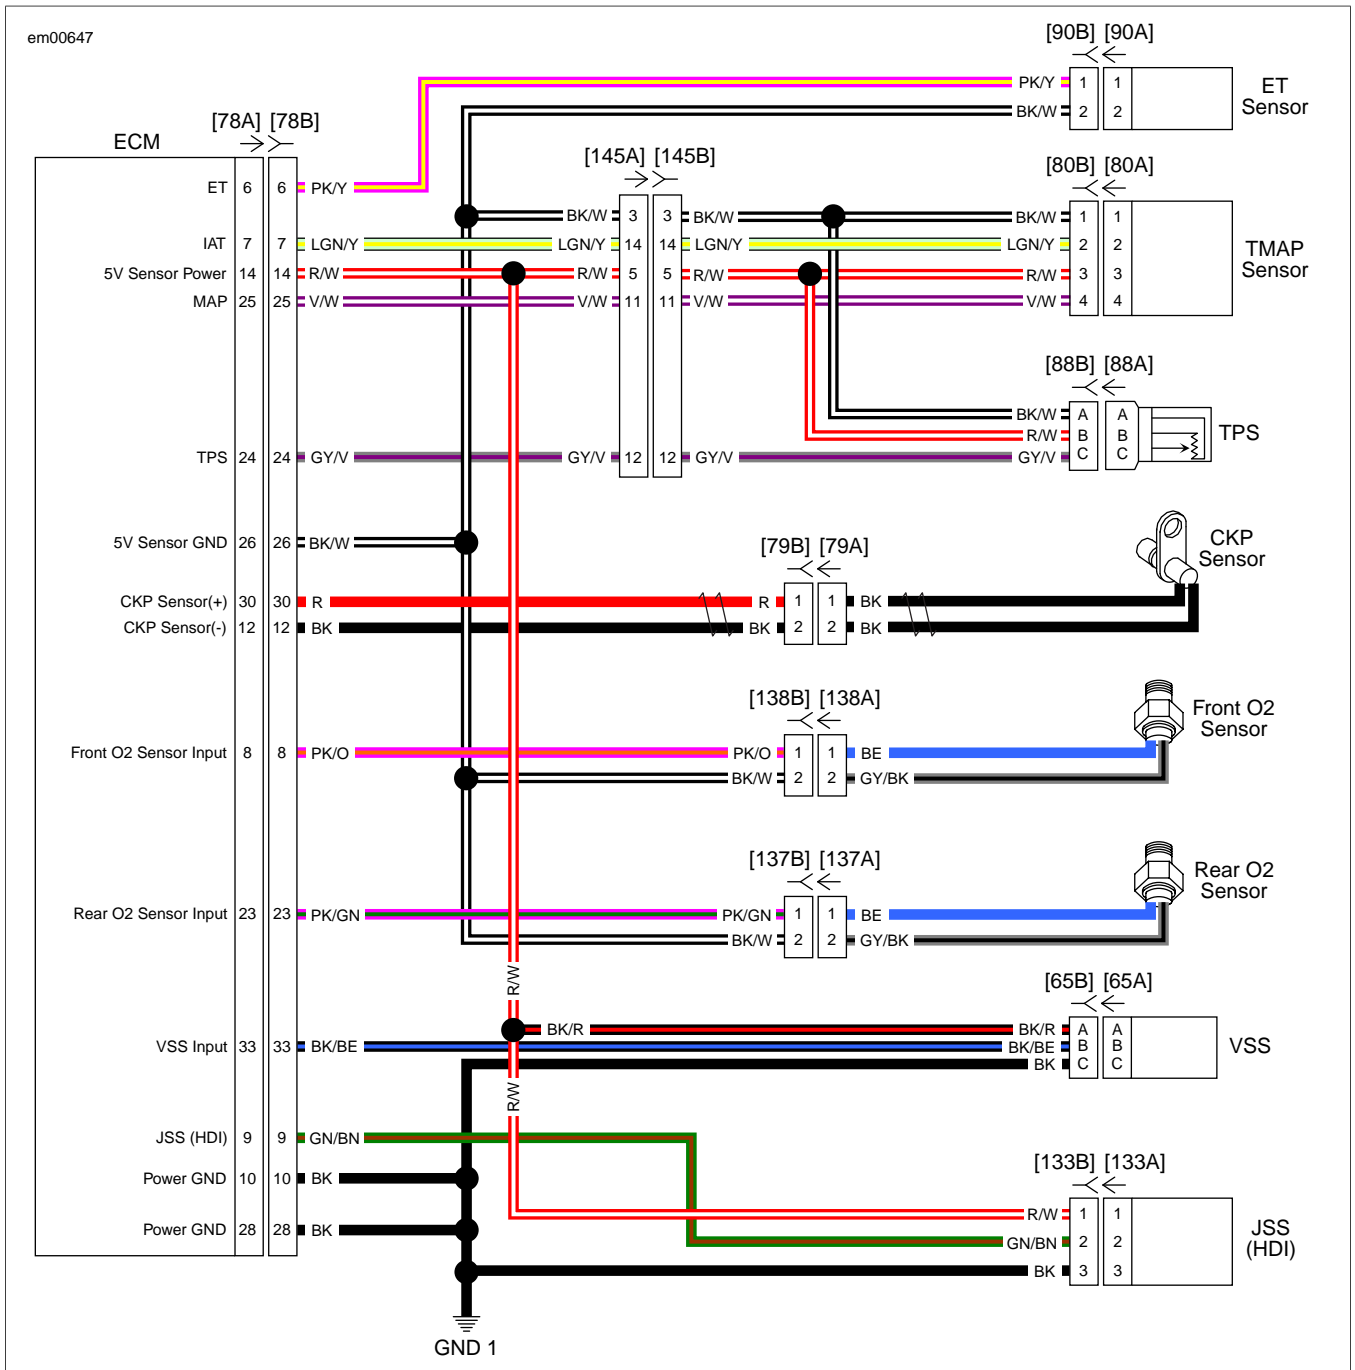 em00647
[90B] [90A]
PK/Y 1 1
BK/W 2 2
ET
Sensor
[78A] [78B]
ECM
[145A] [145B]
[80B] [80A]
ET 6 6 PK/Y
BK/W 3 3 BK/W BK/W 1 1
IAT 7 7 LGN/Y LGN/Y 14 14 LGN/Y LGN/Y 2 2
5V Sensor Power 14 14 R/W R/W 5 5 R/W R/W 3 3
MAP 25 25 V/W V/W 11 11 V/W V/W 4 4
TMAP
Sensor
[88B] [88A]
BK/W A A
R/W B B
TPS
TPS 24 24 GY/V GY/V 12 12 GY/V GY/V C C
5V Sensor GND 26 26 BK/W
[79B] [79A]
CKP
Sensor
CKP Sensor(+) 30 30 R R 1 1 BK
CKP Sensor(-) 12 12 BK BK 2 2 BK
[138B] [138A]
Front O2
Sensor
Front O2 Sensor Input 8 8 PK/O PK/O 1 1 BE
BK/W 2 2 GY/BK
[137B] [137A]
Rear O2
Sensor
Rear O2 Sensor Input 23 23 PK/GN PK/GN 1 1 BE
BK/W 2 2 GY/BK
R/W
[65B] [65A]
BK/R BK/R A A
VSS Input 33 33 BK/BE BK/BE B B
BK C C
VSS
R/W
JSS (HDI) 9 9 GN/BN
Power GND 10 10 BK
[133B] [133A]
R/W 1 1
Power GND 28 28 BK
GN/BN 2 2
BK 3 3
JSS
(HDI)
GND 1